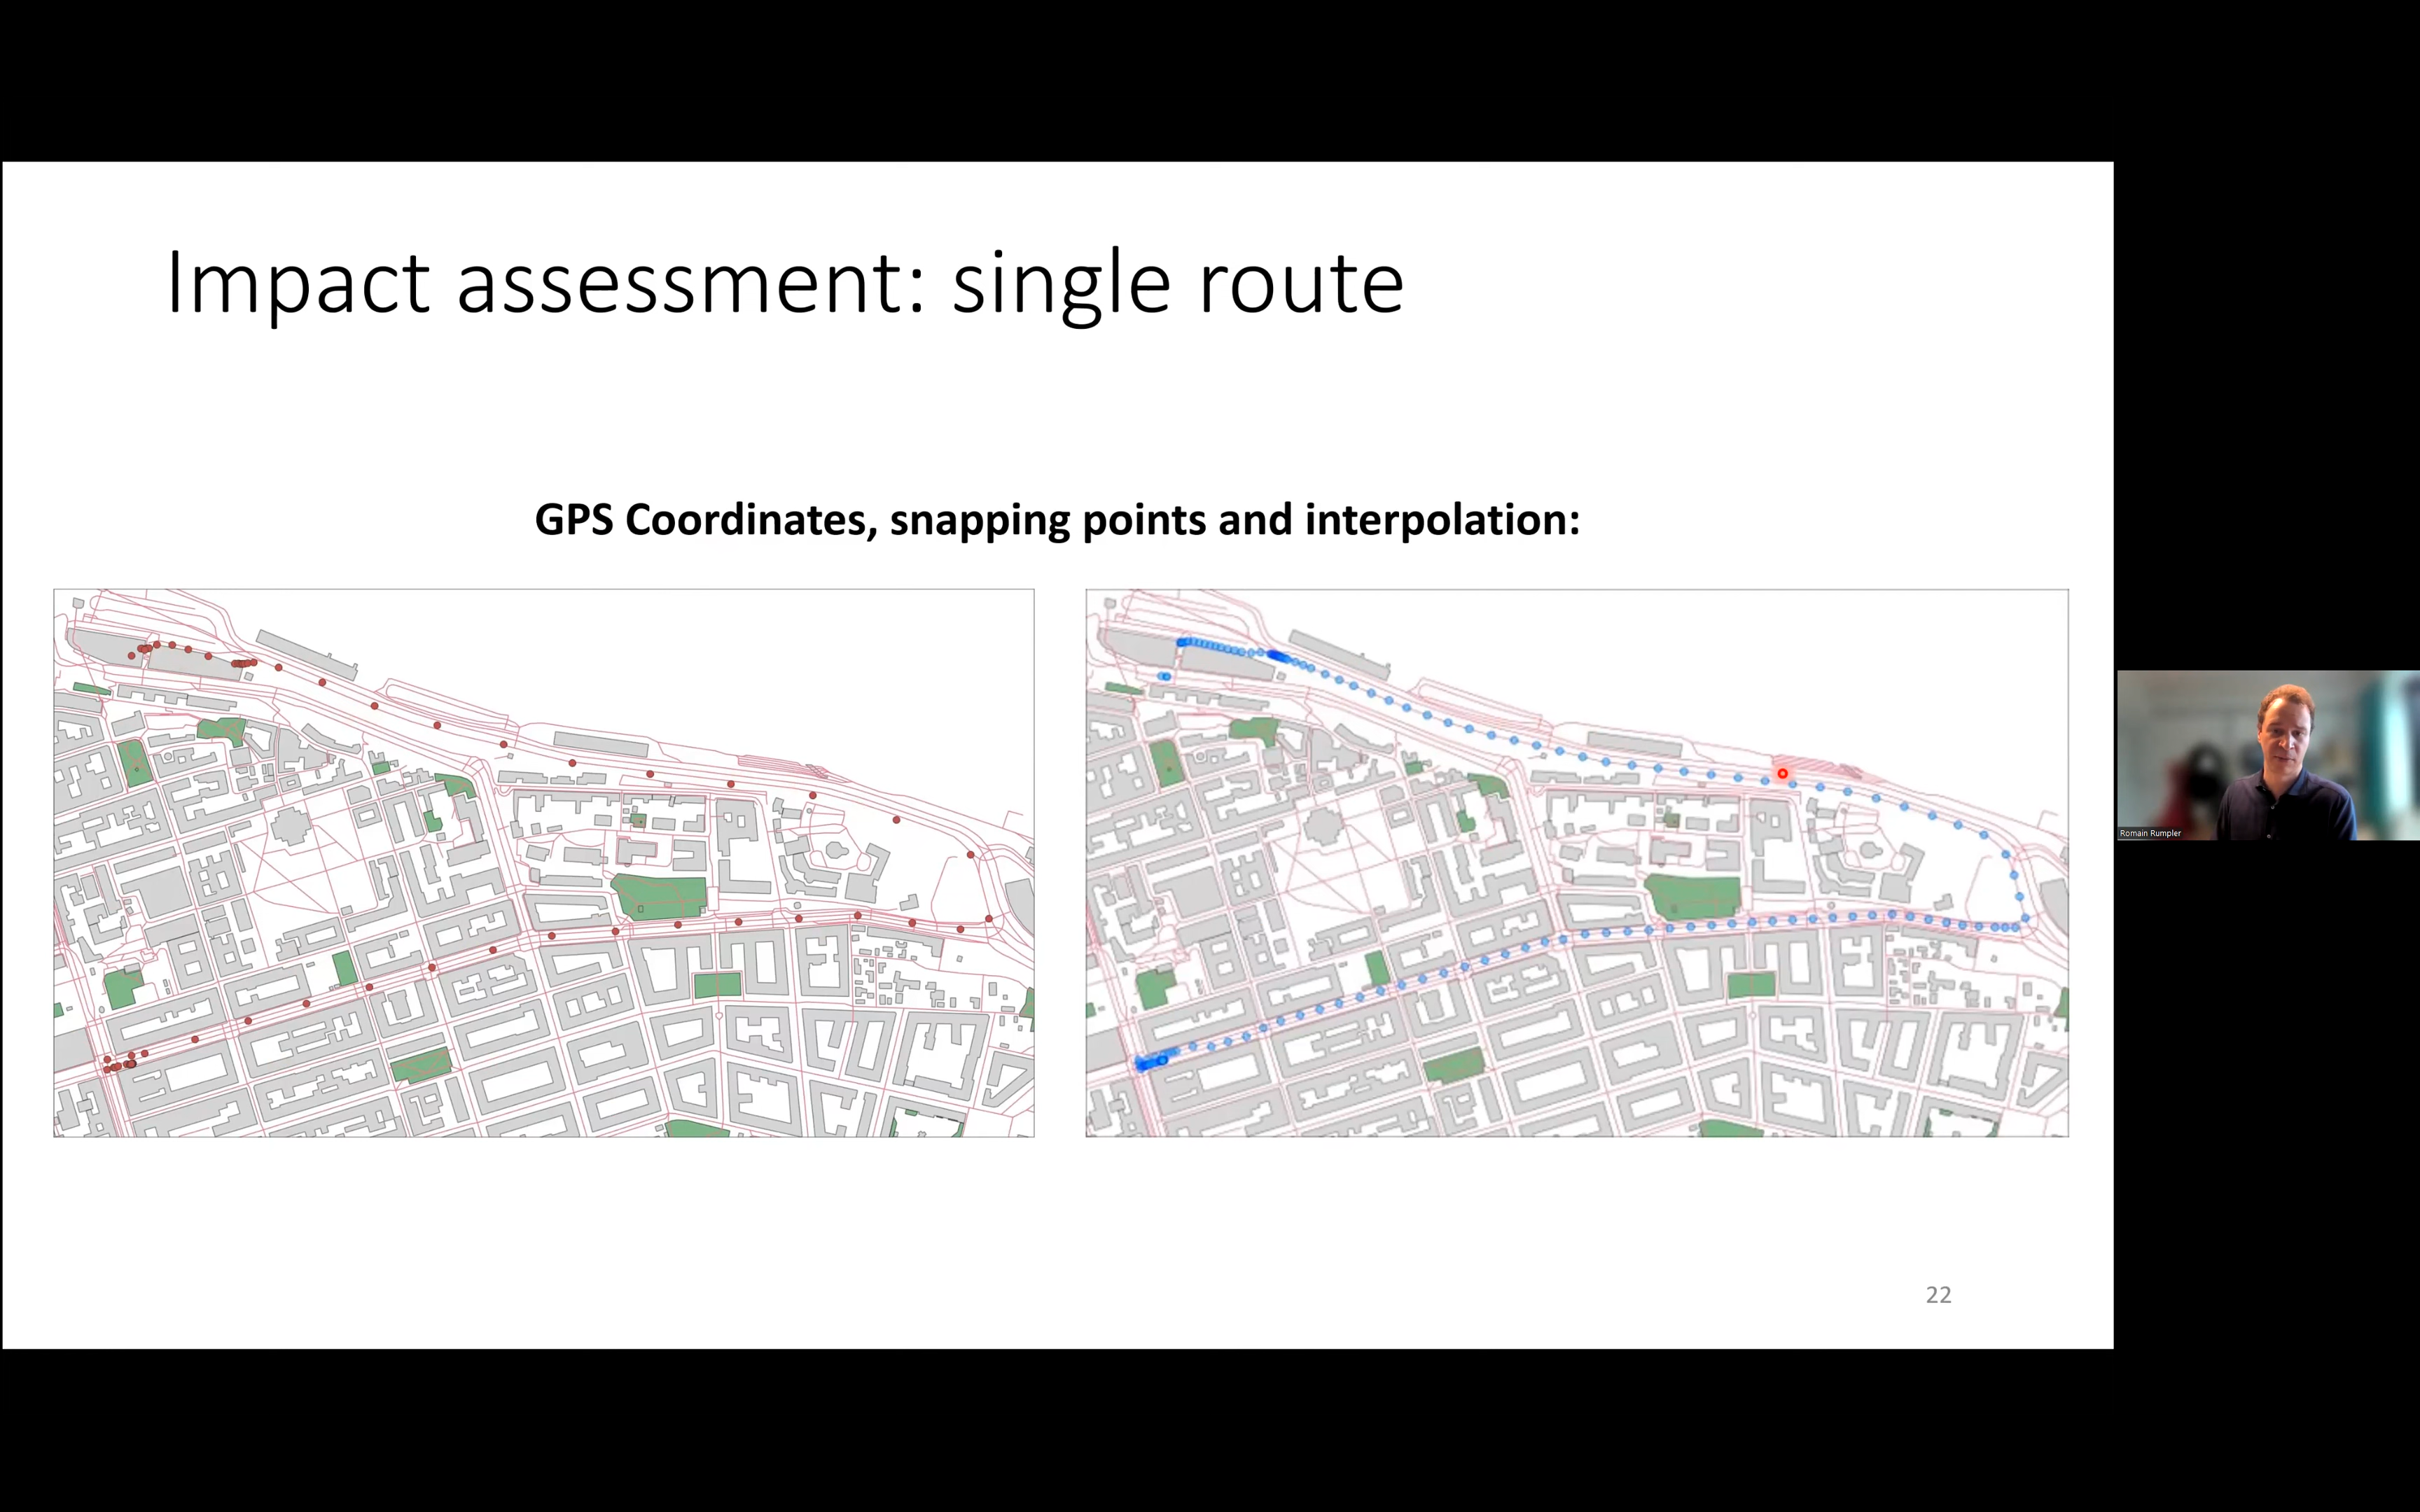 Impact assessment: single route
GPS Coordinates, snapping points and interpolation:
Romain Rumpler
22